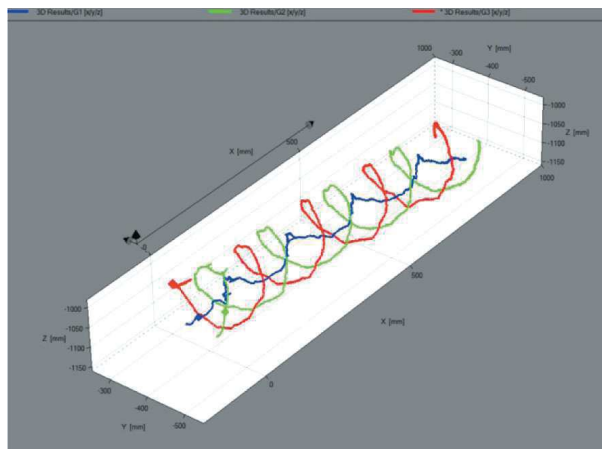 3D Results/G1 [x/y/z] 3D Results/G2 [x/y/z] * 3D Results/G3 [x/y/z]
1000 Y [mm]
-300
-400
-500
-1000
-1050
Z [mm]
-1100
-1150
1000
X [mm]
500
-0
500
X [mm]
-1000
-1050
Z [mm]
-1100
-1150
0
-300
-400
Y [mm]
-500